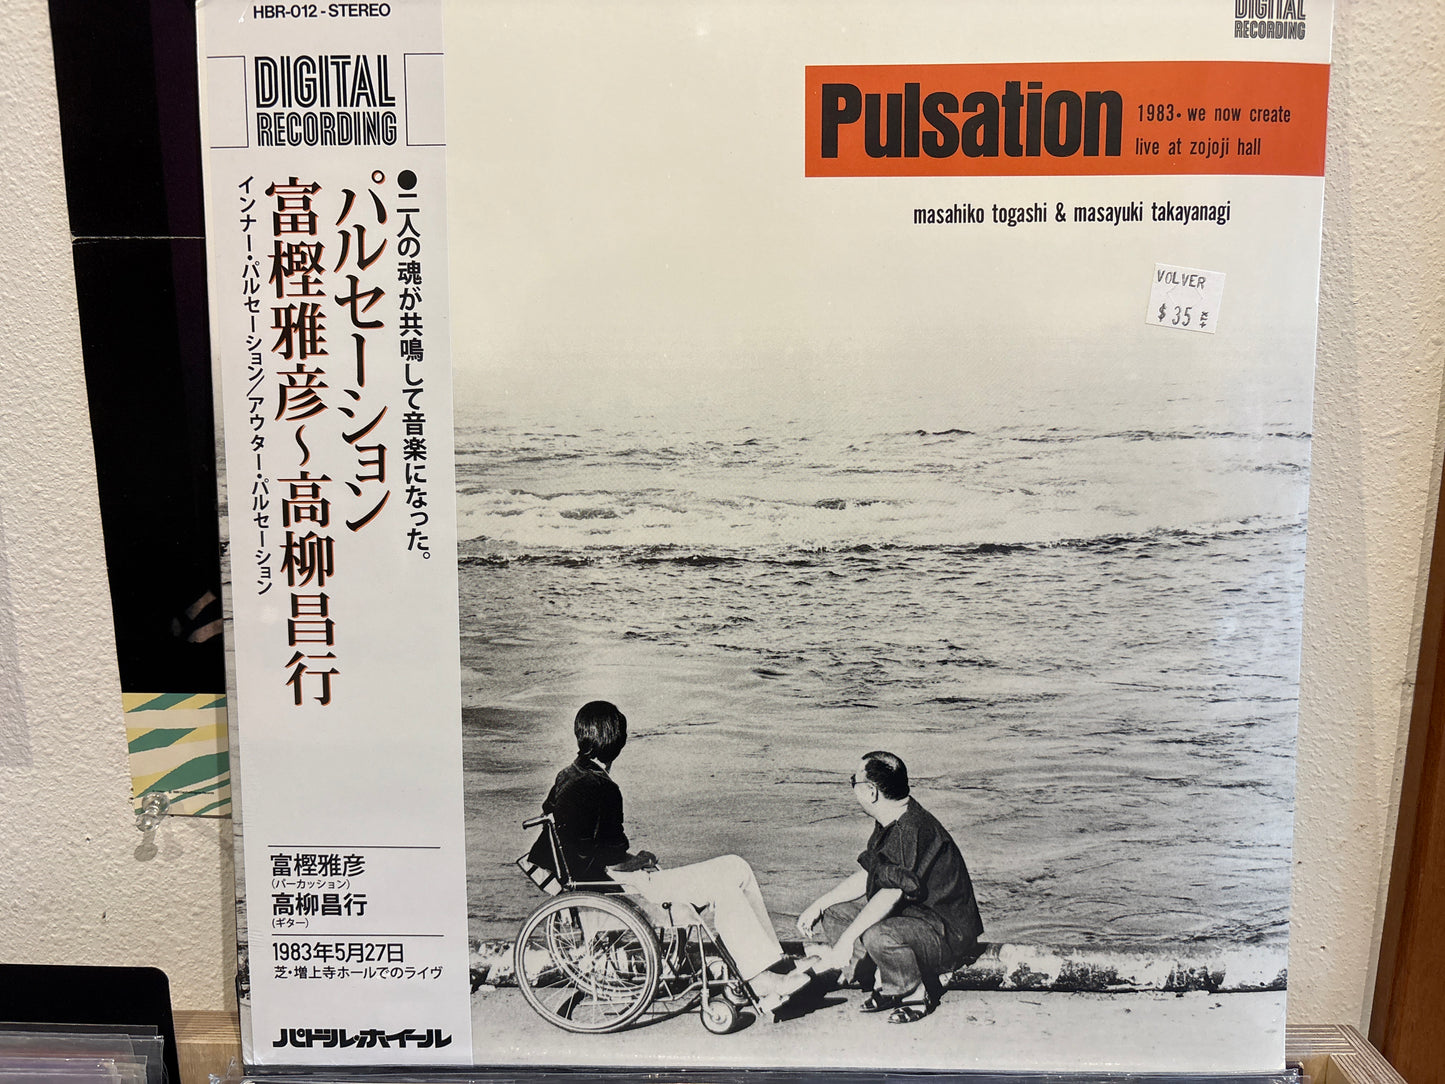 HBR-012 - STEREO
DIGITAL
RECORDING
●二人の魂が共鳴して音楽になった。
パルセーション
富樫雅彦~高柳昌行
インナー・パルセーション/アウター・パルセーション
富樫雅彦
(パーカッション)
高柳昌行
(ギター)
1983年5月27日
芝・増上寺ホールでのライヴ
パドル・ホイール
DIGITAL
RECORDING
Pulsation
1983. we now create
live at zojoji hall
masahiko togashi & masayuki takayanagi
VOLVER
$35 +TX